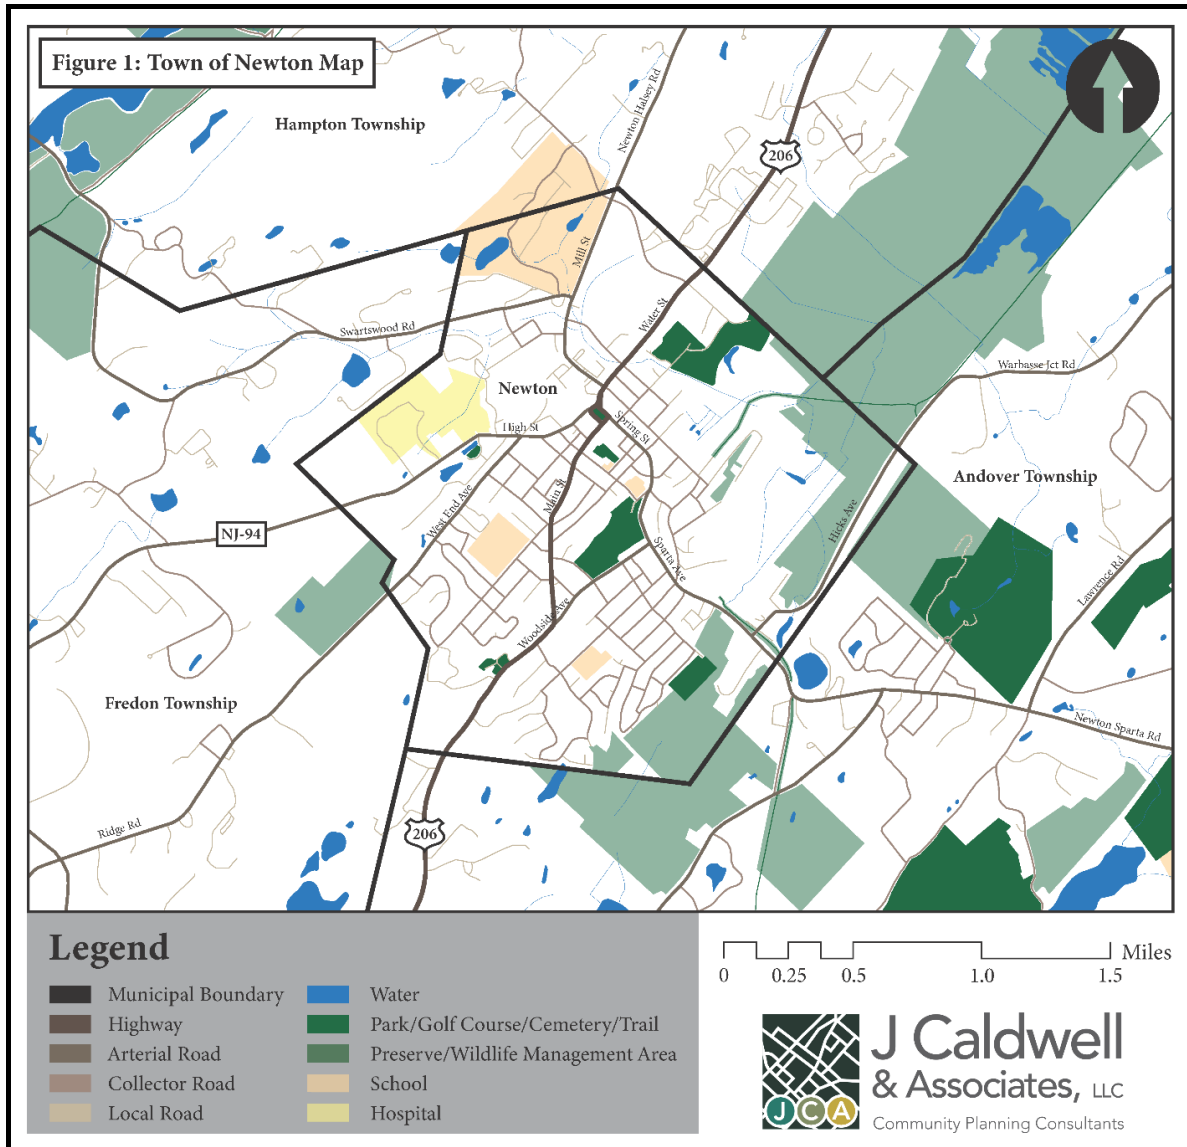 Figure 1: Town of Newton Map
Hampton Township
Newton Halsey Rd
206
Mill St
Water St
Swartswood Rd
Warbasse Jct Rd
Newton
High St
Spring St
Andover Township
West End Ave
Main St
Hicks Ave
NJ-94
Sparta Ave
Lawrence Rd
Woodside Ave
Fredon Township
Newton Sparta Rd
Ridge Rd
206
Legend
Municipal Boundary
Highway
Arterial Road
Collector Road
Local Road
Water
Park/Golf Course/Cemetery/Trail
Preserve/Wildlife Management Area
School
Hospital
Miles
0 0.25 0.5 1.0 1.5
J Caldwell
& Associates, LLC
JCA
Community Planning Consultants